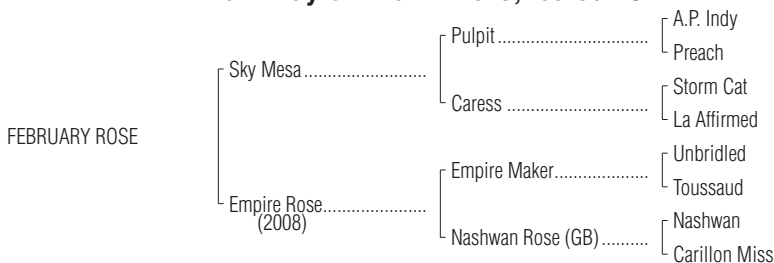 A.P. Indy
Pulpit
Preach
Sky Mesa
Storm Cat
Caress
La Affirmed
FEBRUARY ROSE
Unbridled
Empire Maker
Toussaud
Empire Rose
(2008)
Nashwan
Nashwan Rose (GB)
Carillon Miss